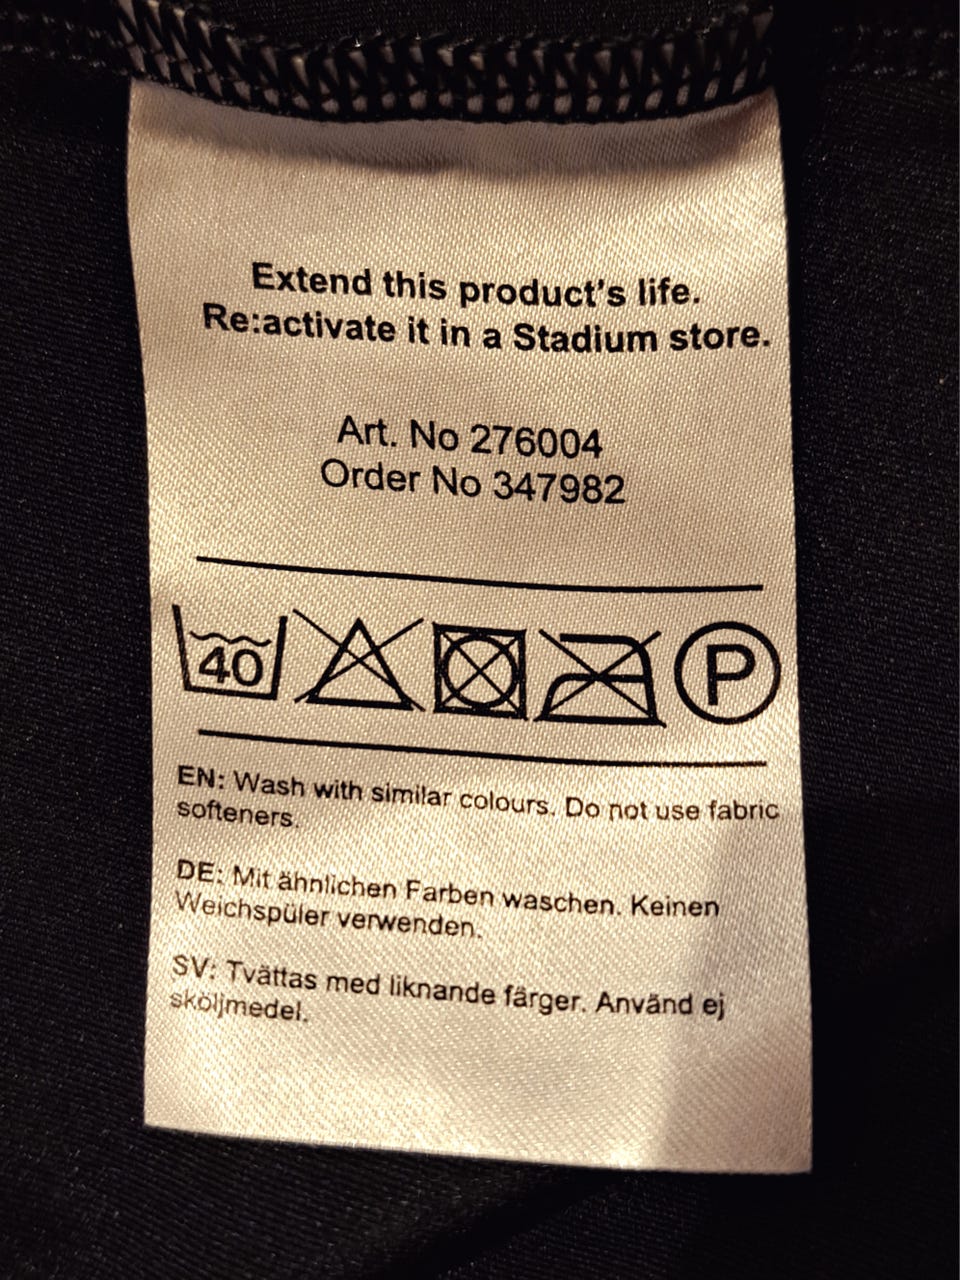 Extend this product's life.
Re:activate it in a Stadium store.
Art. No 276004
Order No 347982
40 P
EN: Wash with similar colours. Do not use fabric
softeners.
DE: Mit ähnlichen Farben waschen. Keinen
Weichspüler verwenden.
SV: Tvättas med liknande färger. Använd ej
sköljmedel.